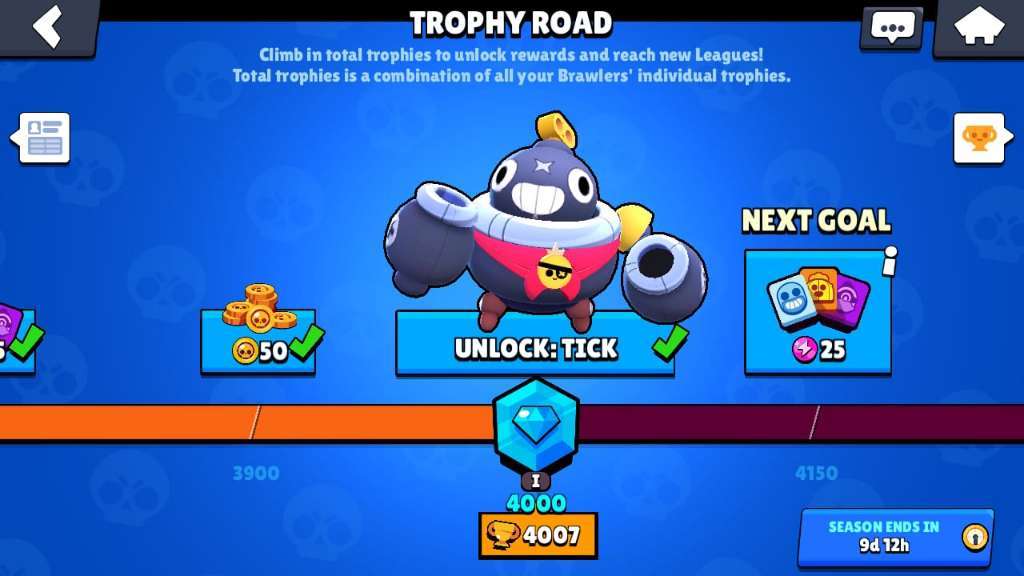 TROPHY ROAD
Climb in total trophies to unlock rewards and reach new Leagues!
Total trophies is a combination of all your Brawlers' individual trophies.
NEXT GOAL
5
50
UNLOCK: TICK
25
3900
I
4000
4150
4007
SEASON ENDS IN
9d 12h